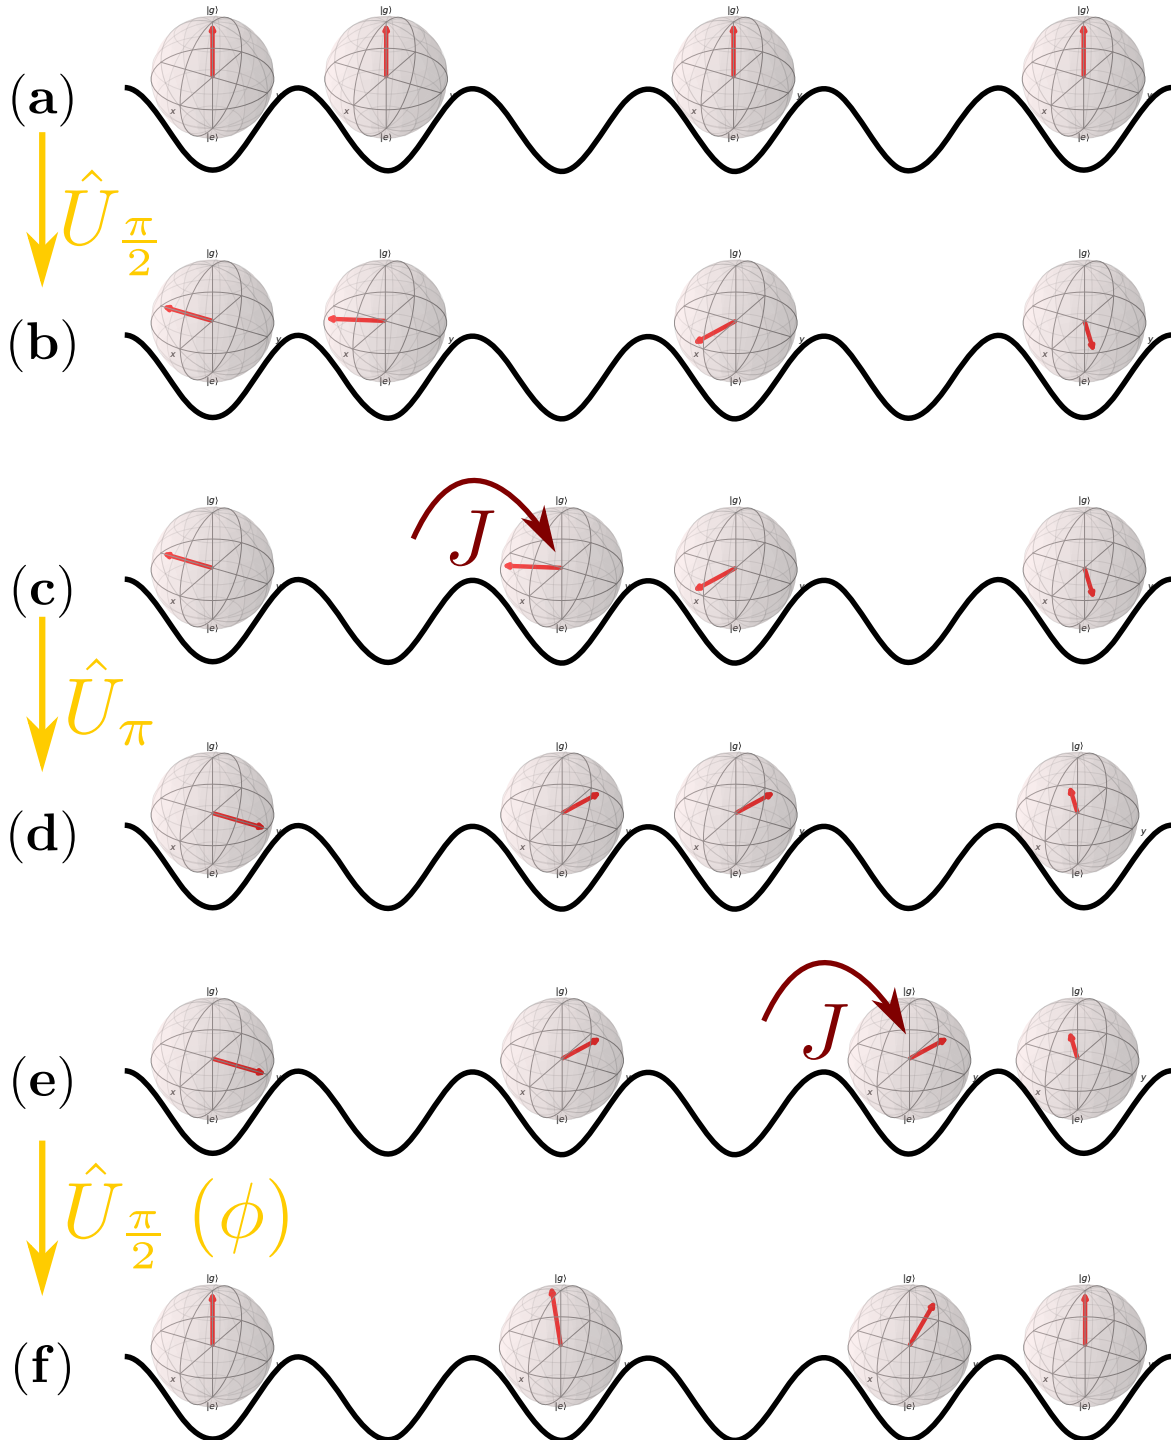 |g⟩ |g⟩ |g⟩ |g⟩
(a)
x y x y x y x y
|e⟩ |e⟩ |e⟩ |e⟩
Û π/2
|g⟩ |g⟩ |g⟩ |g⟩
(b)
x y x y x y x y
|e⟩ |e⟩ |e⟩ |e⟩
|g⟩ |g⟩ |g⟩ |g⟩
J
(c)
x y x y x y x y
|e⟩ |e⟩ |e⟩ |e⟩
Û π
|g⟩ |g⟩ |g⟩ |g⟩
(d)
x y x y x y x y
|e⟩ |e⟩ |e⟩ |e⟩
|g⟩ |g⟩ |g⟩ |g⟩
J
(e)
x y x y x y x y
|e⟩ |e⟩ |e⟩ |e⟩
Û π/2 (ϕ)
|g⟩ |g⟩ |g⟩ |g⟩
(f)
x y x y x y x y
|e⟩ |e⟩ |e⟩ |e⟩